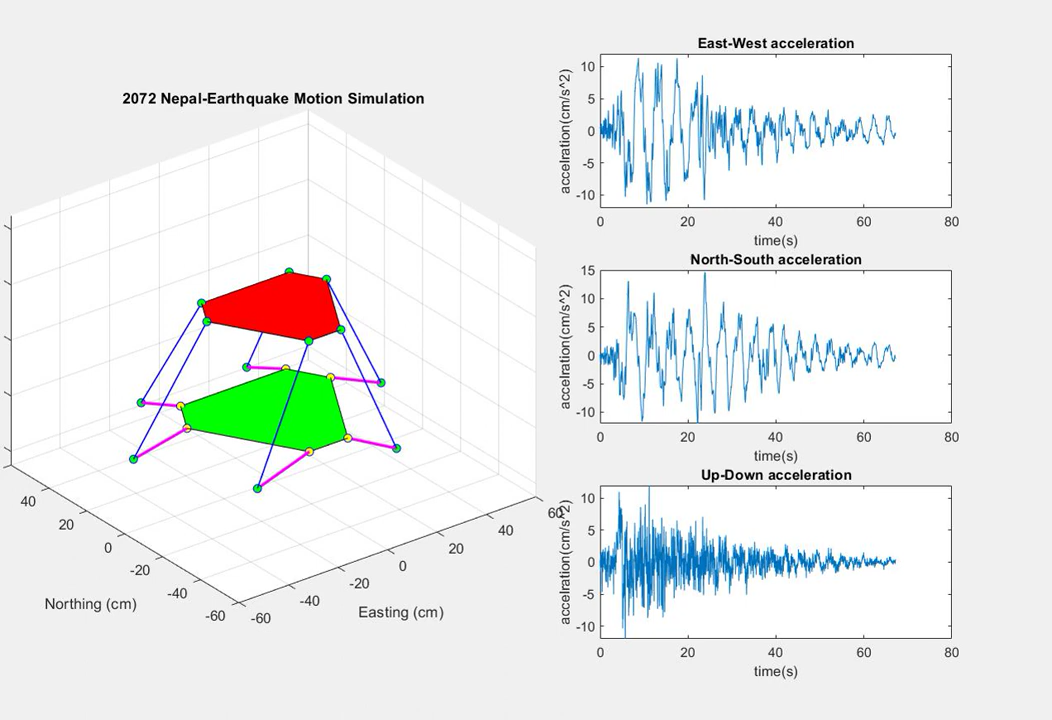 2072 Nepal-Earthquake Motion Simulation
40
20
0
-20
-40
-60
Northing (cm)
-60
-40
-20
0
20
40
60
Easting (cm)
East-West acceleration
accelration(cm/s^2)
10
5
0
-5
-10
0 20 40 60 80
time(s)
North-South acceleration
accelration(cm/s^2)
15
10
5
0
-5
-10
0 20 40 60 80
time(s)
Up-Down acceleration
accelration(cm/s^2)
10
5
0
-5
-10
0 20 40 60 80
time(s)